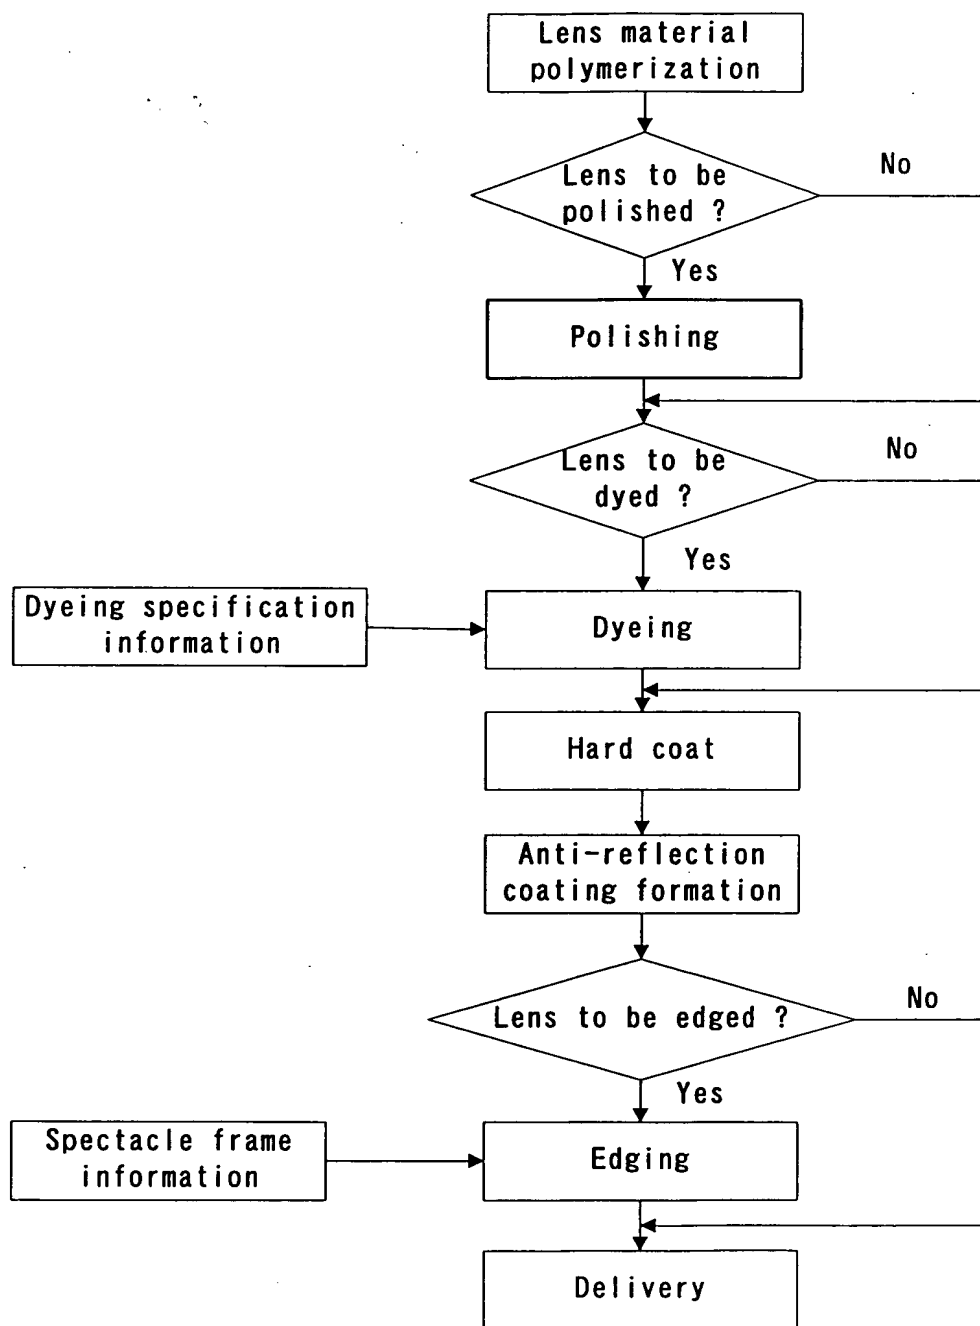 Lens material
polymerization
Lens to be
polished ?
No
Yes
Polishing
Lens to be
dyed ?
No
Yes
Dyeing specification
information
Dyeing
Hard coat
Anti-reflection
coating formation
Lens to be edged ?
No
Yes
Spectacle frame
information
Edging
Delivery